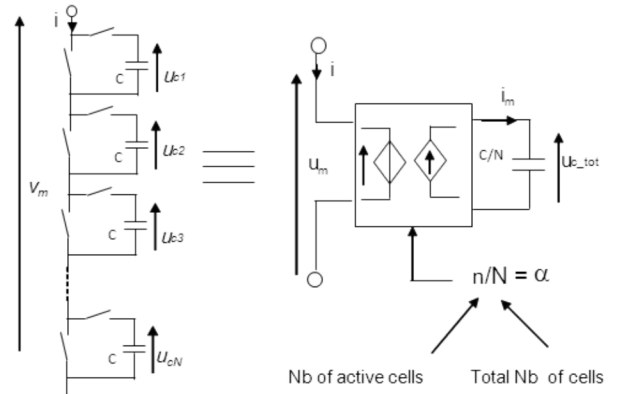 i
C
uc1
C
uc2
vm
C
uc3
C
ucN
i
um
im
C/N
uc_tot
n/N = α
Nb of active cells
Total Nb of cells